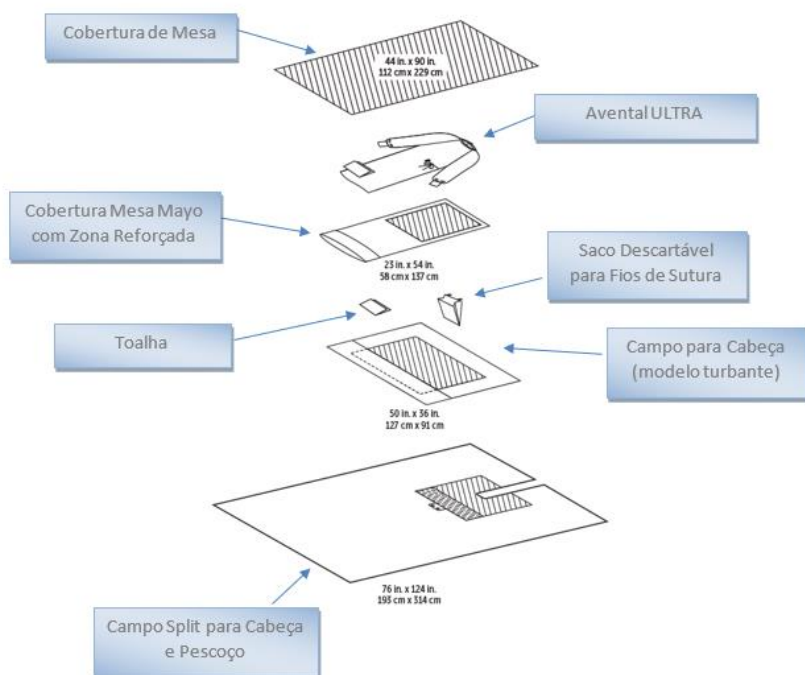 Cobertura de Mesa
44 in. x 90 in.
112 cm x 229 cm
Avental ULTRA
Cobertura Mesa Mayo
com Zona Reforçada
23 in. x 54 in.
58 cm x 137 cm
Saco Descartável
para Fios de Sutura
Toalha
Campo para Cabeça
(modelo turbante)
50 in. x 36 in.
127 cm x 91 cm
76 in. x 124 in.
193 cm x 314 cm
Campo Split para Cabeça
e Pescoço